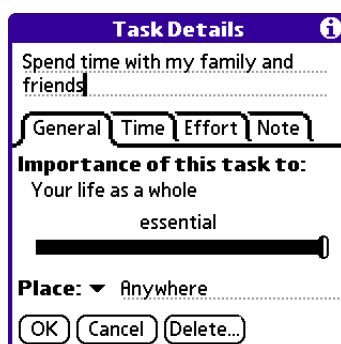 Task Details
Spend time with my family and
friends
General Time Effort Note
Importance of this task to:
Your life as a whole
essential
Place: Anywhere
OK Cancel Delete...